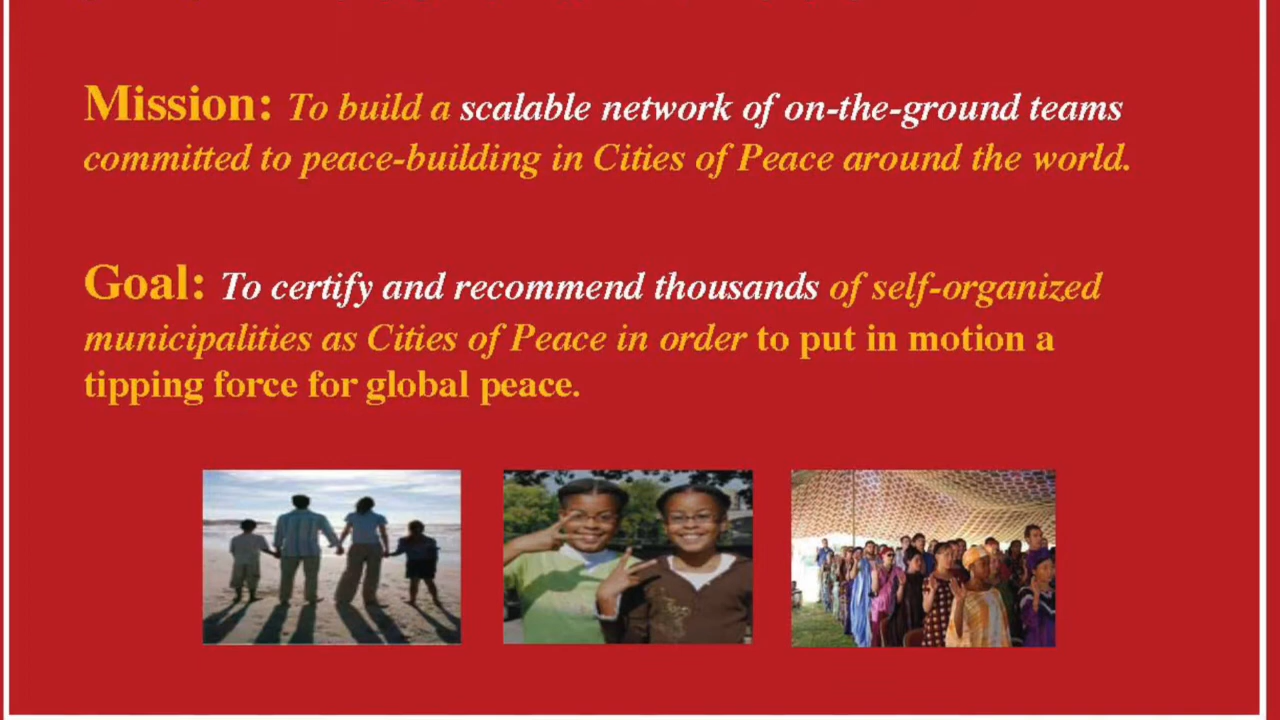 Mission: To build a scalable network of on-the-ground teams
committed to peace-building in Cities of Peace around the world.
Goal: To certify and recommend thousands of self-organized
municipalities as Cities of Peace in order to put in motion a
tipping force for global peace.